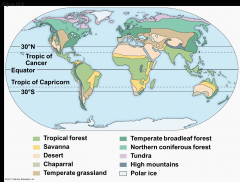 30°N
Tropic of
Cancer
Equator
Tropic of Capricorn
30°S
Tropical forest
Savanna
Desert
Chaparral
Temperate grassland
Temperate broadleaf forest
Northern coniferous forest
Tundra
High mountains
Polar ice